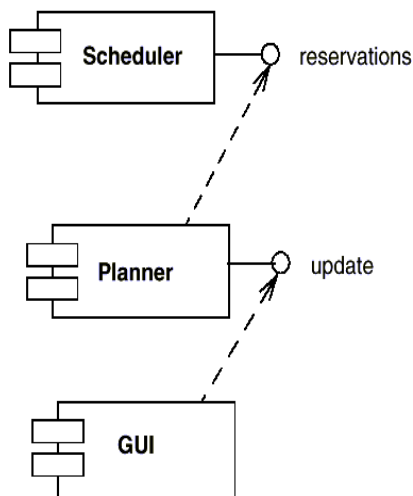 Scheduler
reservations
Planner
update
GUI